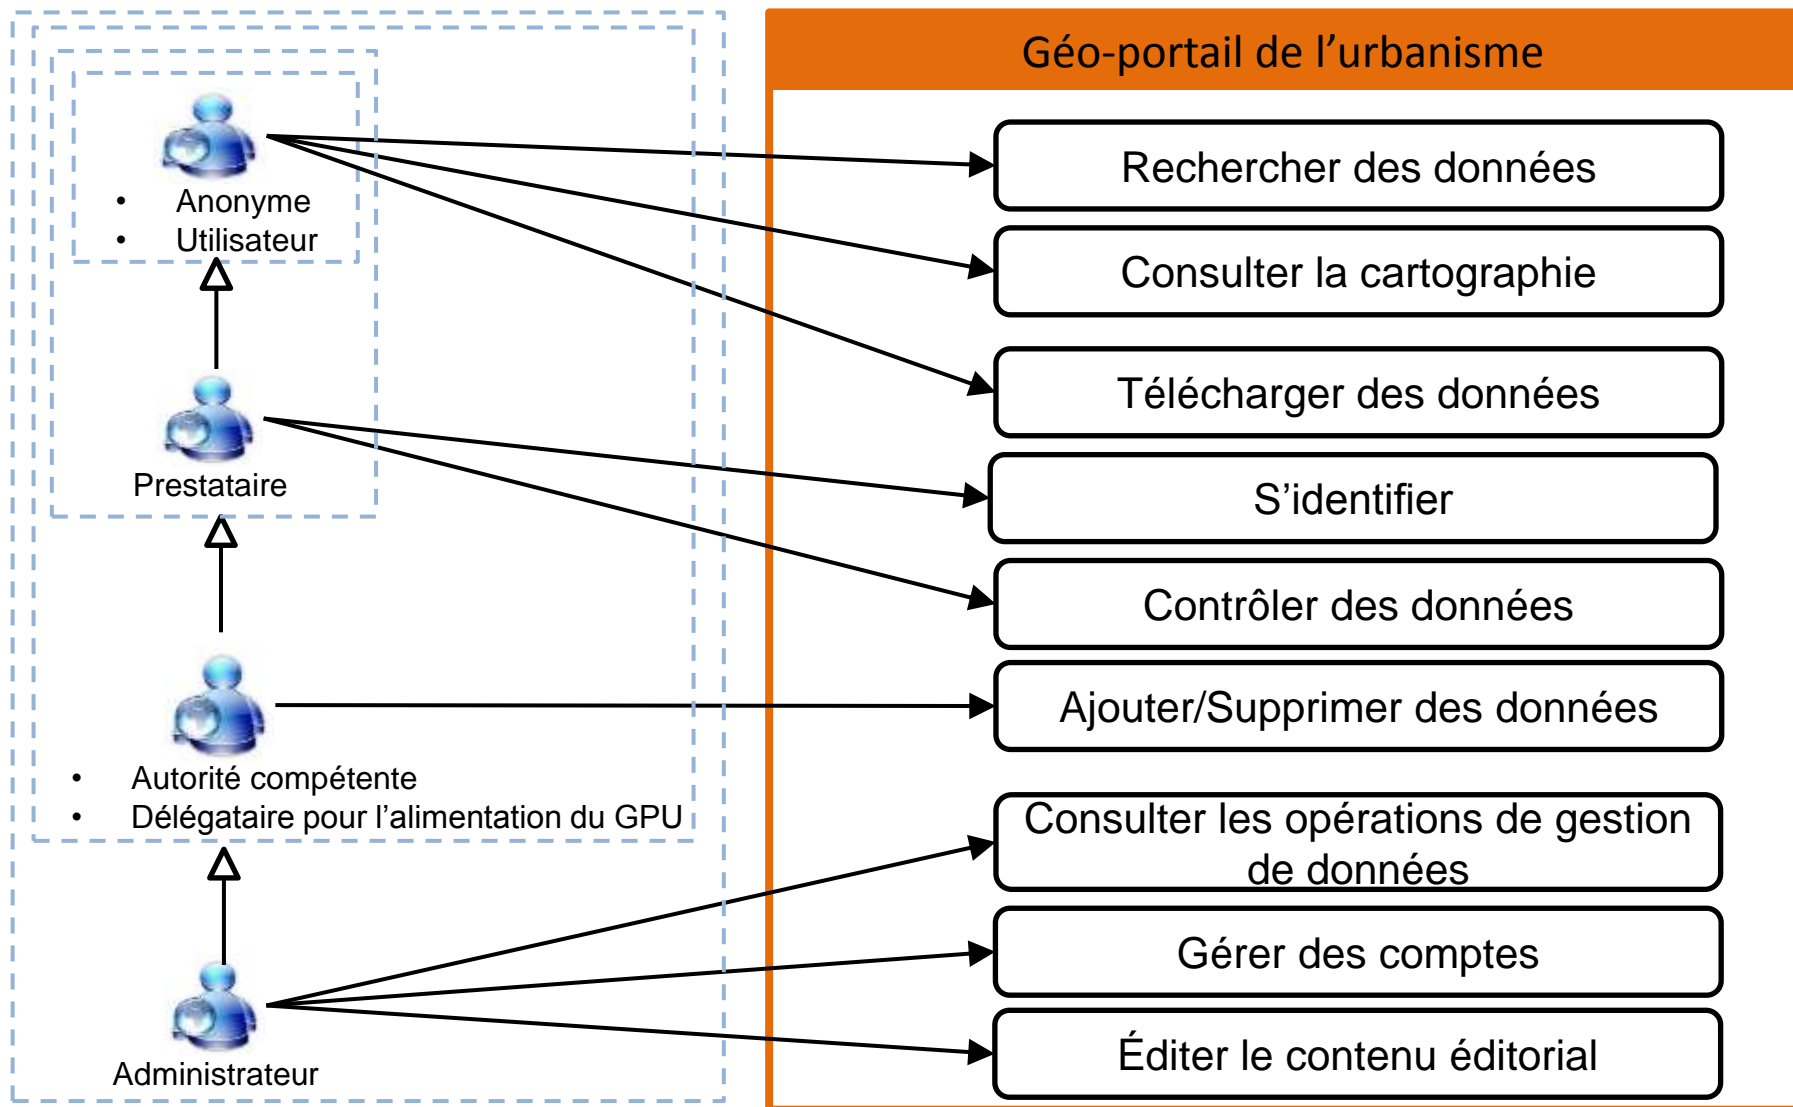 Géo-portail de l’urbanisme
• Anonyme
• Utilisateur
Prestataire
• Autorité compétente
• Délégataire pour l’alimentation du GPU
Administrateur
Rechercher des données
Consulter la cartographie
Télécharger des données
S’identifier
Contrôler des données
Ajouter/Supprimer des données
Consulter les opérations de gestion
de données
Gérer des comptes
Éditer le contenu éditorial